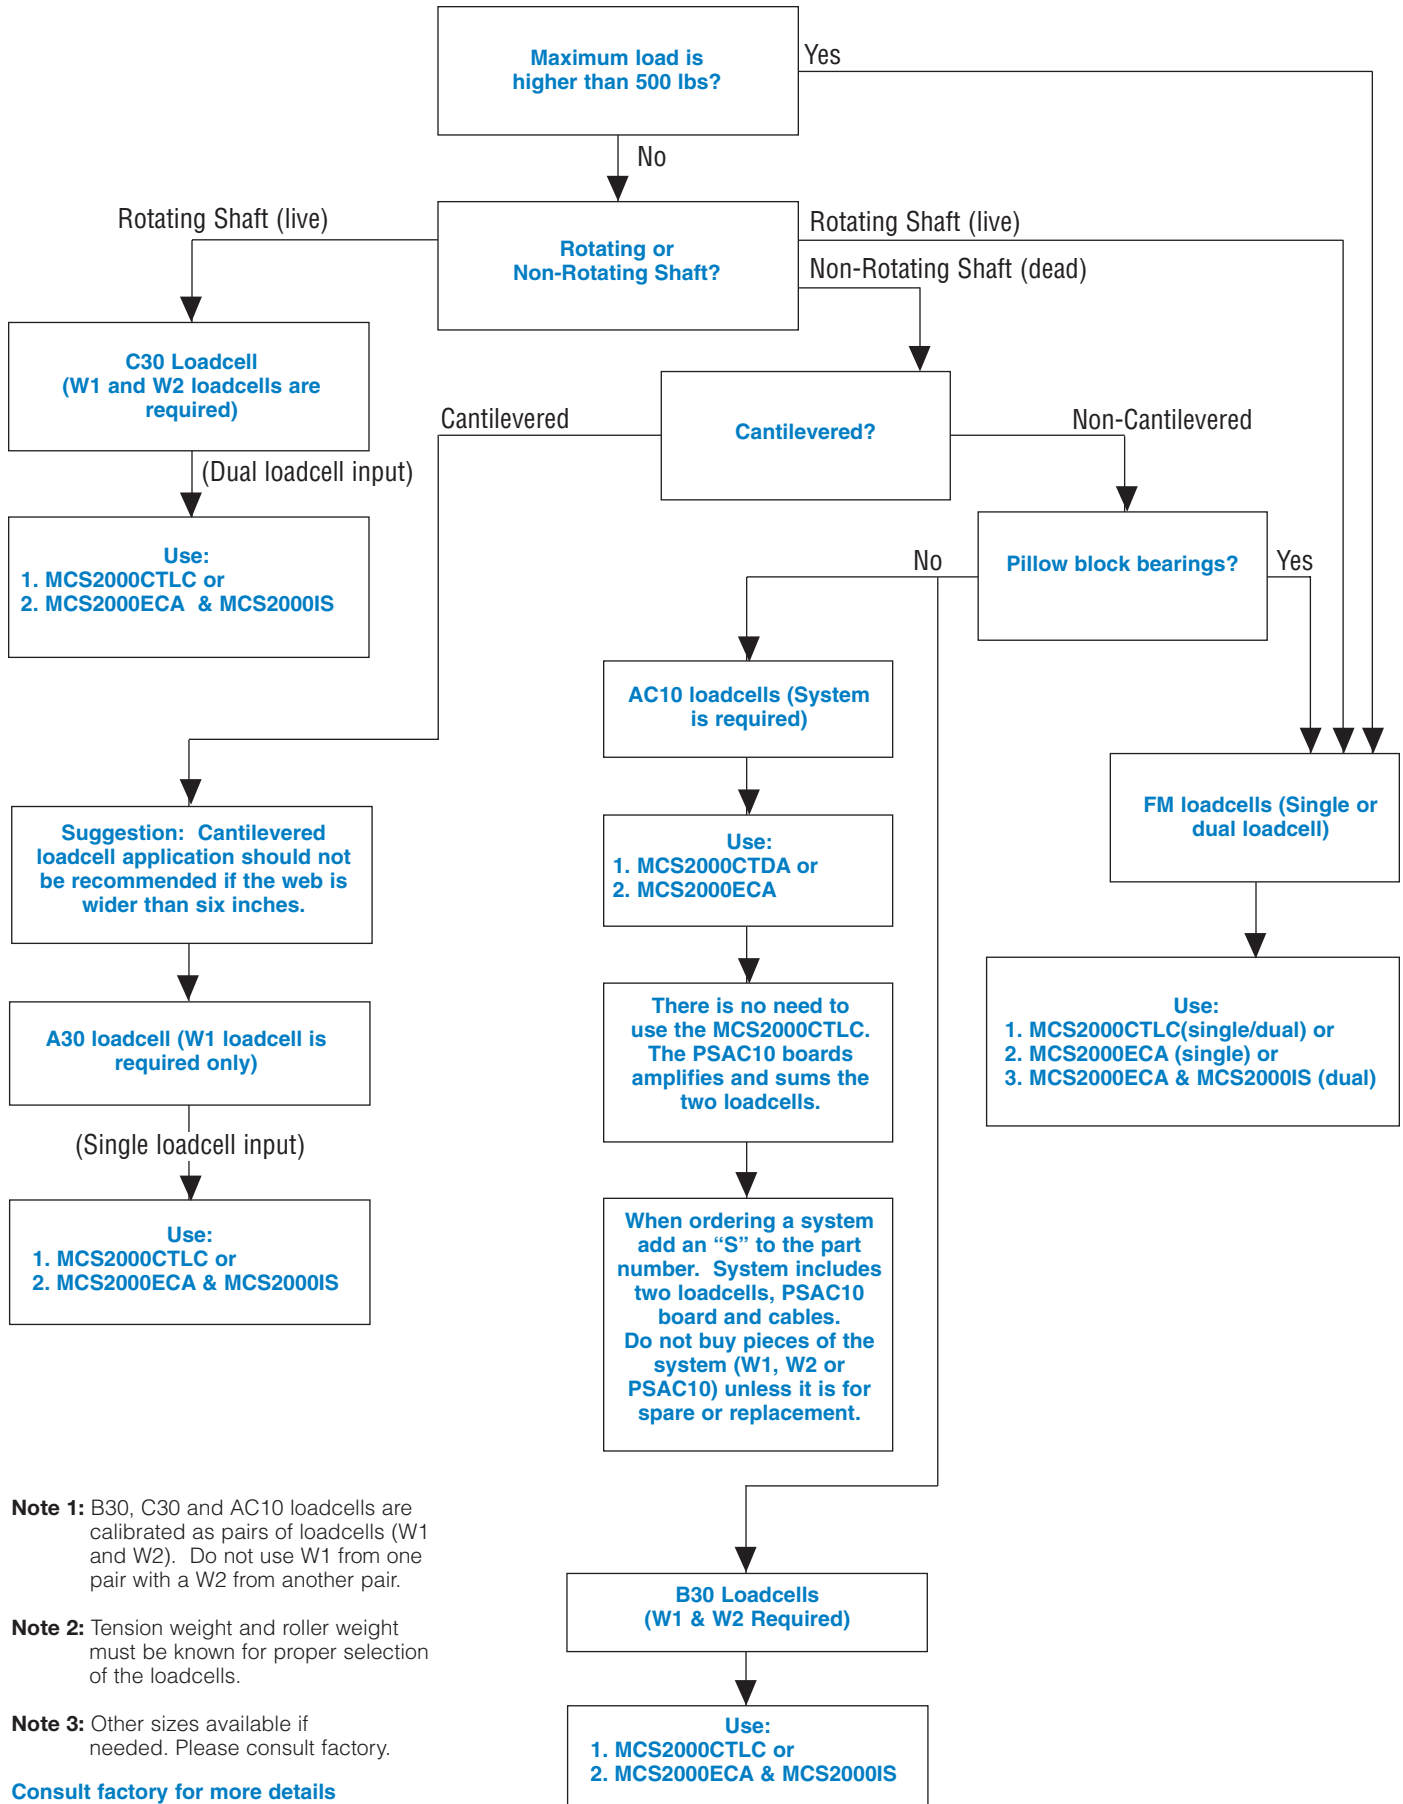 Maximum load is
higher than 500 lbs?
Yes
No
Rotating Shaft (live)
Rotating or
Non-Rotating Shaft?
Rotating Shaft (live)
Non-Rotating Shaft (dead)
C30 Loadcell
(W1 and W2 loadcells are
required)
Cantilevered
Cantilevered?
Non-Cantilevered
(Dual loadcell input)
Use:
1. MCS2000CTLC or
2. MCS2000ECA & MCS2000IS
No
Pillow block bearings?
Yes
AC10 loadcells (System
is required)
FM loadcells (Single or
dual loadcell)
Suggestion: Cantilevered
loadcell application should not
be recommended if the web is
wider than six inches.
Use:
1. MCS2000CTDA or
2. MCS2000ECA
There is no need to
use the MCS2000CTLC.
The PSAC10 boards
amplifies and sums the
two loadcells.
Use:
1. MCS2000CTLC(single/dual) or
2. MCS2000ECA (single) or
3. MCS2000ECA & MCS2000IS (dual)
A30 loadcell (W1 loadcell is
required only)
(Single loadcell input)
Use:
1. MCS2000CTLC or
2. MCS2000ECA & MCS2000IS
When ordering a system
add an “S” to the part
number. System includes
two loadcells, PSAC10
board and cables.
Do not buy pieces of the
system (W1, W2 or
PSAC10) unless it is for
spare or replacement.
Note 1: B30, C30 and AC10 loadcells are
calibrated as pairs of loadcells (W1
and W2). Do not use W1 from one
pair with a W2 from another pair.
Note 2: Tension weight and roller weight
must be known for proper selection
of the loadcells.
Note 3: Other sizes available if
needed. Please consult factory.
Consult factory for more details
B30 Loadcells
(W1 & W2 Required)
Use:
1. MCS2000CTLC or
2. MCS2000ECA & MCS2000IS